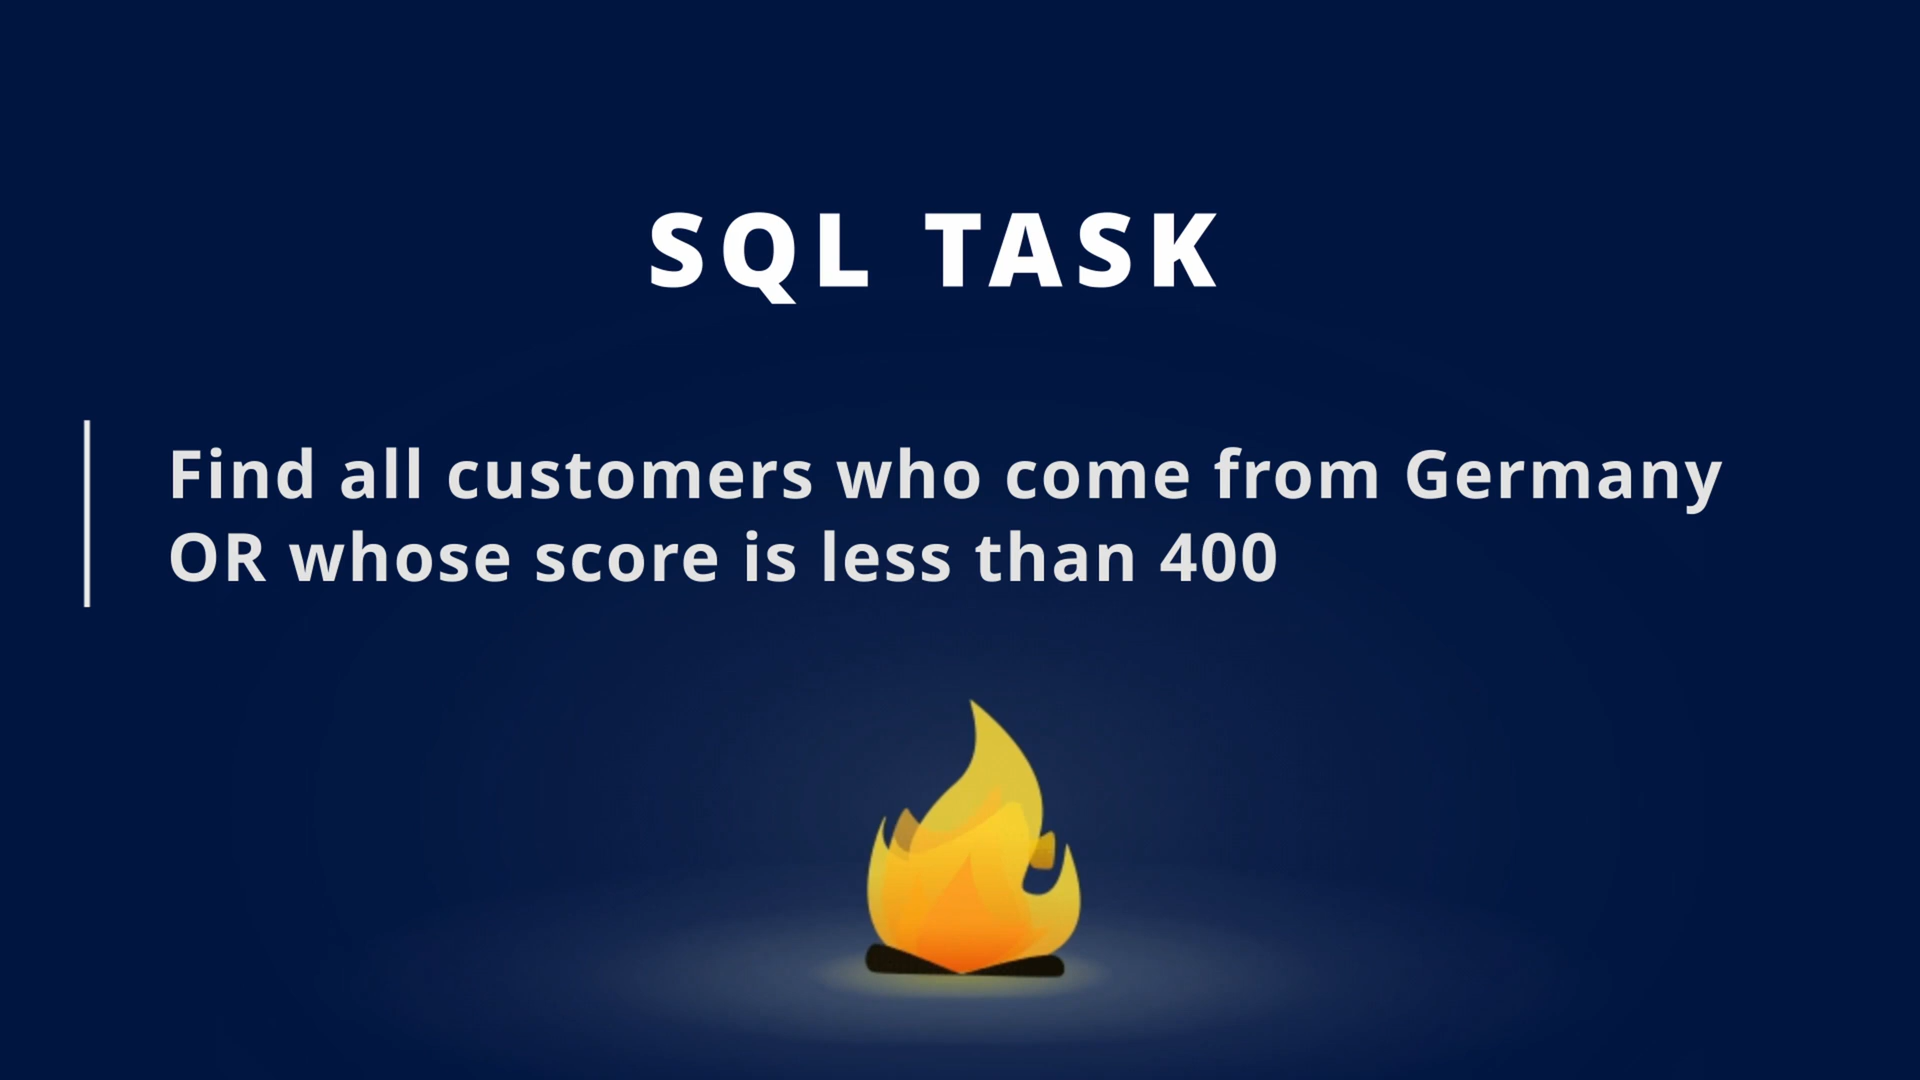 SQL TASK
Find all customers who come from Germany
OR whose score is less than 400